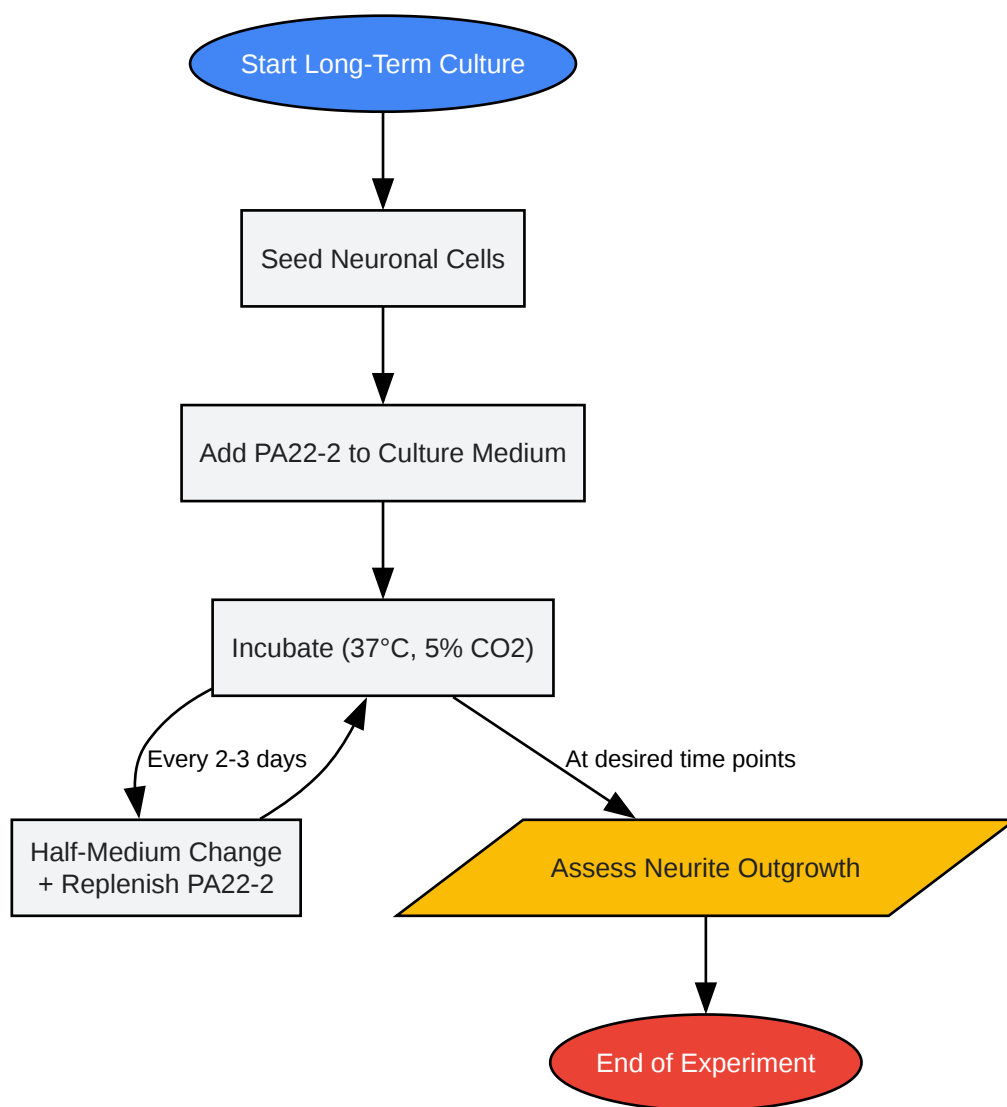 Start Long-Term Culture
Seed Neuronal Cells
Add PA22-2 to Culture Medium
Incubate (37°C, 5% CO2)
Every 2-3 days
At desired time points
Half-Medium Change
+ Replenish PA22-2
Assess Neurite Outgrowth
End of Experiment